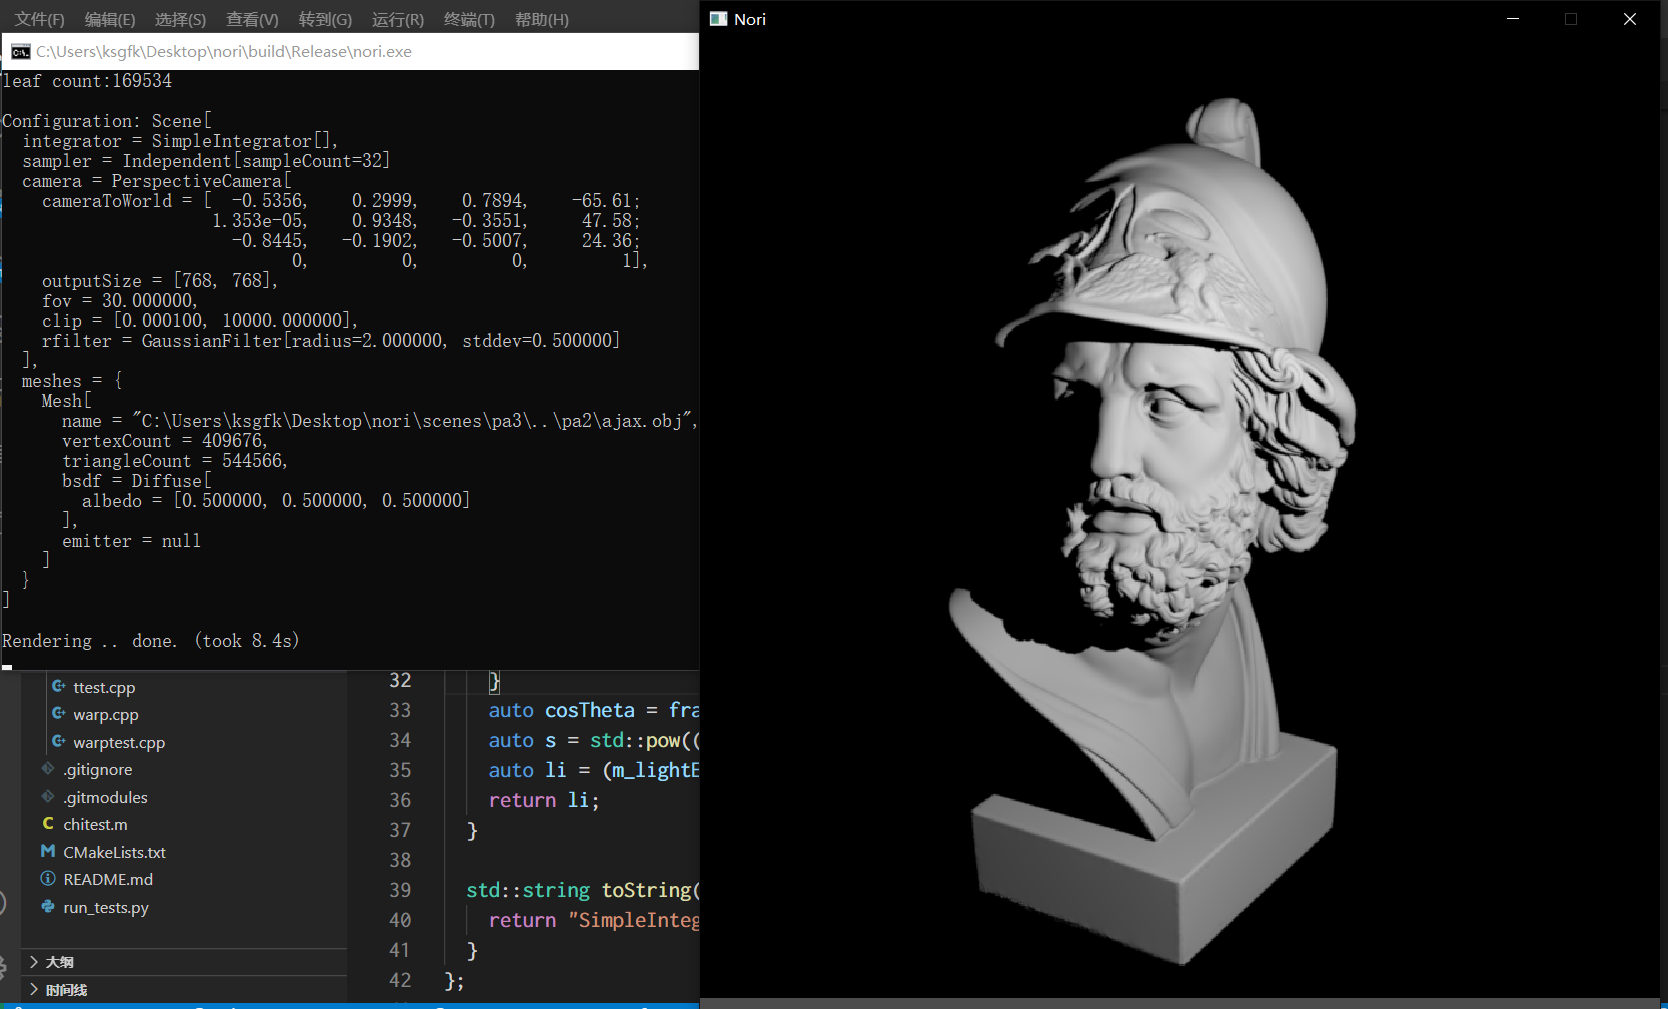 文件(F) 编辑(E) 选择(S) 查看(V) 转到(G) 运行(R) 终端(T) 帮助(H)
C:\Users\ksgfk\Desktop\nori\build\Release\nori.exe
leaf count:169534
Configuration: Scene[
integrator = SimpleIntegrator[],
sampler = Independent[sampleCount=32]
camera = PerspectiveCamera[
cameraToWorld = [ -0.5356, 0.2999, 0.7894, -65.61;
1.353e-05, 0.9348, -0.3551, 47.58;
-0.8445, -0.1902, -0.5007, 24.36;
0, 0, 0, 1],
outputSize = [768, 768],
fov = 30.000000,
clip = [0.000100, 10000.000000],
rfilter = GaussianFilter[radius=2.000000, stddev=0.500000]
],
meshes = {
Mesh[
name = "C:\Users\ksgfk\Desktop\nori\scenes\pa3\..\pa2\ajax.obj",
vertexCount = 409676,
triangleCount = 544566,
bsdf = Diffuse[
albedo = [0.500000, 0.500000, 0.500000]
],
emitter = null
]
}
]
Rendering .. done. (took 8.4s)
ttest.cpp
warp.cpp
warptest.cpp
.gitignore
.gitmodules
chitest.m
CMakeLists.txt
README.md
run_tests.py
大纲
时间线
32 }
33 auto cosTheta = fra
34 auto s = std::pow((
35 auto li = (m_lightE
36 return li;
37 }
38
39 std::string toString(
40 return "SimpleInteg
41 }
42 };
Nori